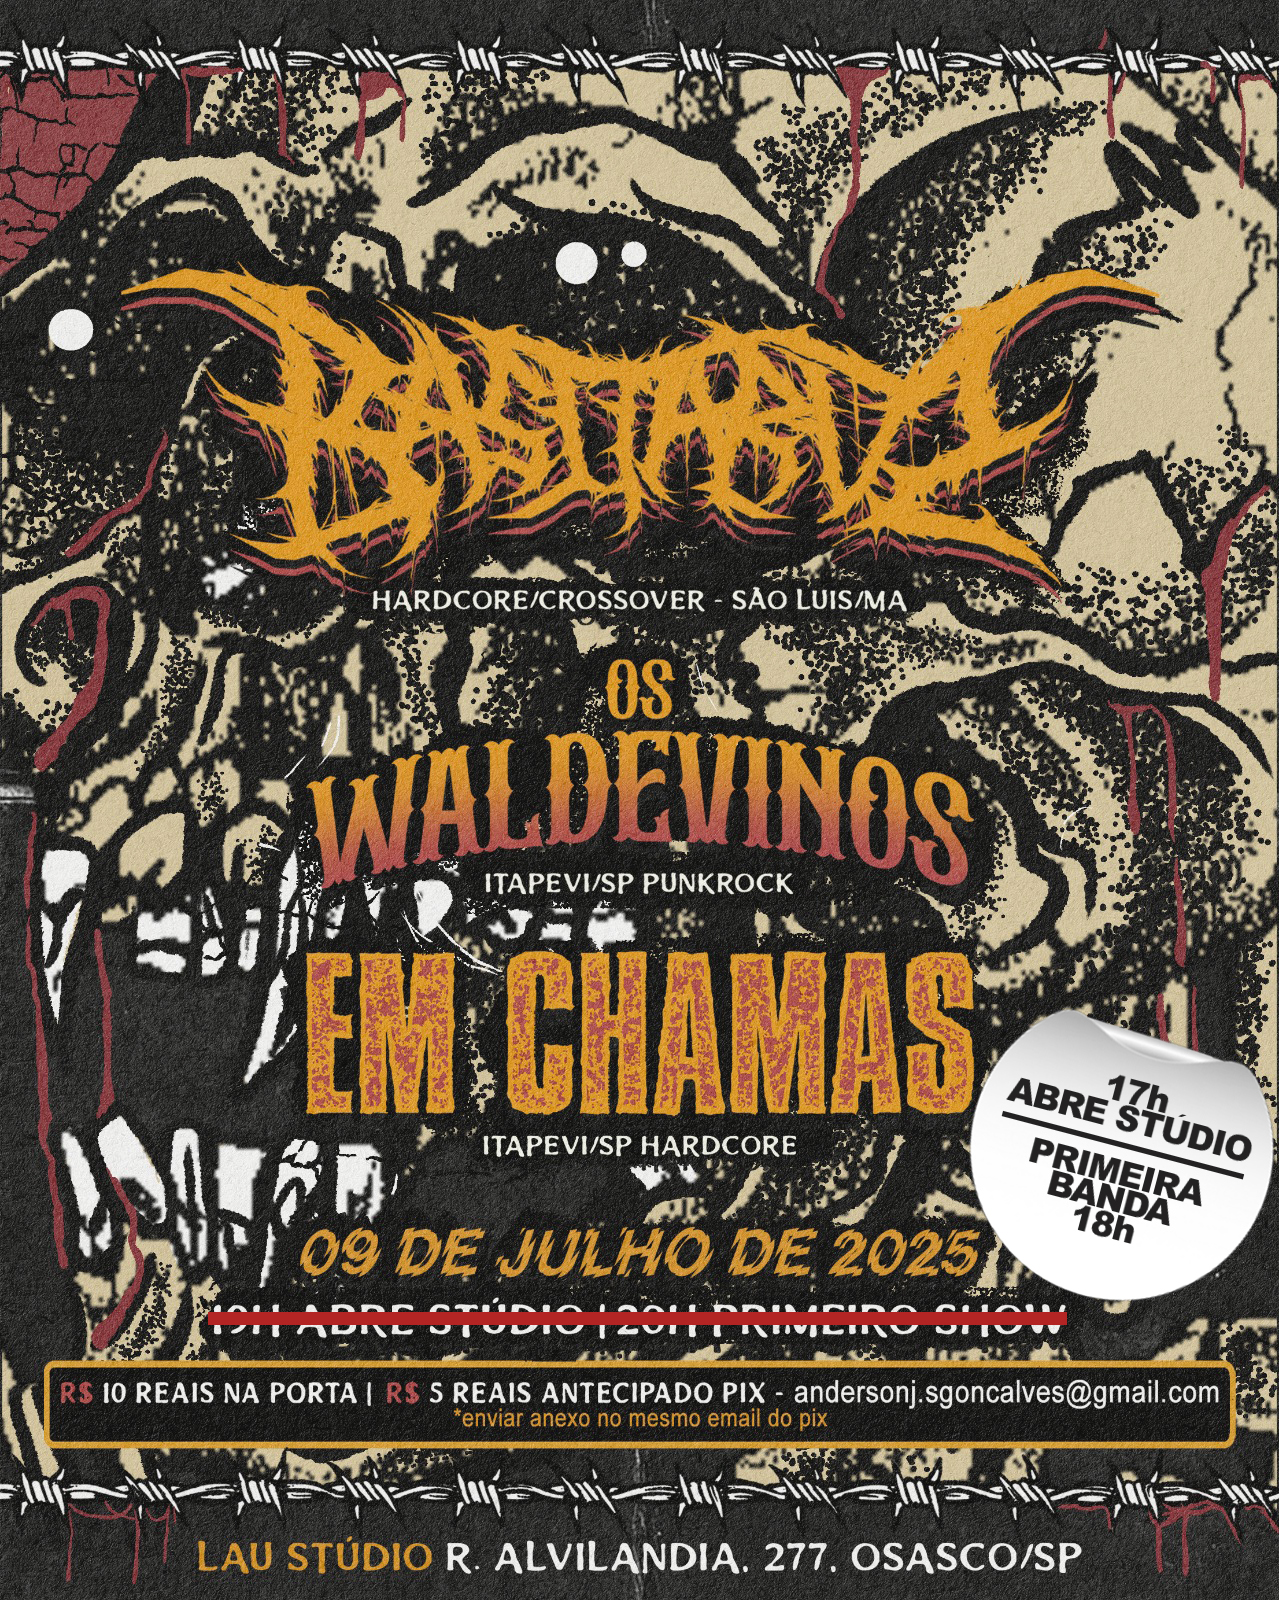 BASTTARDZ
HARDCORE/CROSSOVER - SÃO LUIS/MA
OS
WALDEVINOS
ITAPEVI/SP PUNKROCK
EM CHAMAS
ITAPEVI/SP HARDCORE
17h
ABRE STÚDIO
PRIMEIRA
BANDA
18h
09 DE JULHO DE 2025
19H ABRE STÚDIO | 20H PRIMEIRO SHOW
R$ 10 REAIS NA PORTA | R$ 5 REAIS ANTECIPADO PIX - andersonj.sgoncalves@gmail.com
*enviar anexo no mesmo email do pix
LAU STÚDIO R. ALVILANDIA, 277, OSASCO/SP